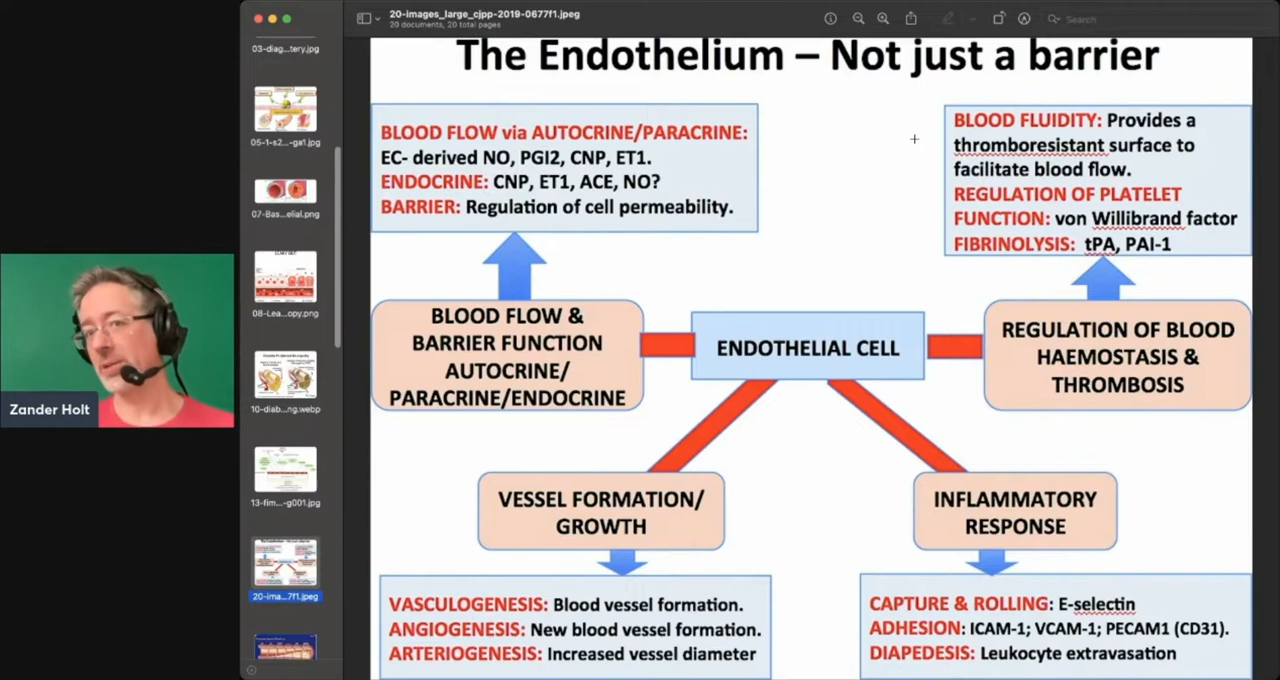 20-images_large_cjpp-2019-0677f1.jpeg
20 documents, 20 total pages
Search
03-diag...tery.jpg
05-1-s2...-ga1.jpg
07-Bas...elial.png
08-Lea...opy.png
10-diab...ng.webp
13-fim...-g001.jpg
20-ima...7f1.jpeg
Zander Holt
The Endothelium – Not just a barrier
BLOOD FLOW via AUTOCRINE/PARACRINE:
EC- derived NO, PGI2, CNP, ET1.
ENDOCRINE: CNP, ET1, ACE, NO?
BARRIER: Regulation of cell permeability.
BLOOD FLUIDITY: Provides a
thromboresistant surface to
facilitate blood flow.
REGULATION OF PLATELET
FUNCTION: von Willibrand factor
FIBRINOLYSIS: tPA, PAI-1
BLOOD FLOW &
BARRIER FUNCTION
AUTOCRINE/
PARACRINE/ENDOCRINE
ENDOTHELIAL CELL
REGULATION OF BLOOD
HAEMOSTASIS &
THROMBOSIS
VESSEL FORMATION/
GROWTH
INFLAMMATORY
RESPONSE
VASCULOGENESIS: Blood vessel formation.
ANGIOGENESIS: New blood vessel formation.
ARTERIOGENESIS: Increased vessel diameter
CAPTURE & ROLLING: E-selectin
ADHESION: ICAM-1; VCAM-1; PECAM1 (CD31).
DIAPEDESIS: Leukocyte extravasation